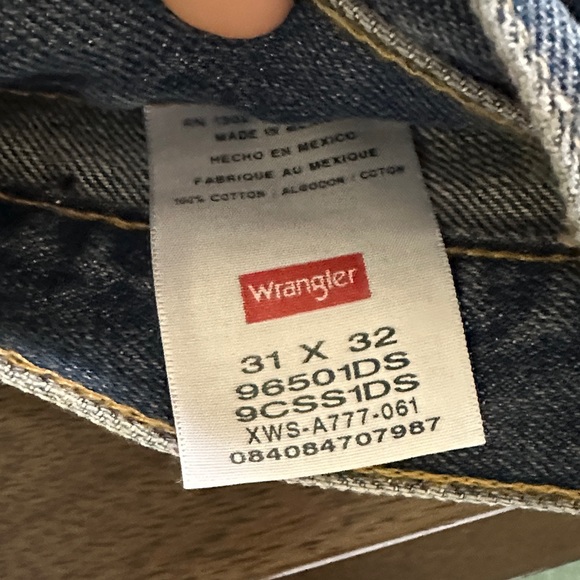 MADE IN
HECHO EN MEXICO
FABRIQUE AU MEXIQUE
100% COTTON / ALGODON / COTON
Wrangler
31 X 32
96501DS
9CSS1DS
XWS-A777-061
084084707987